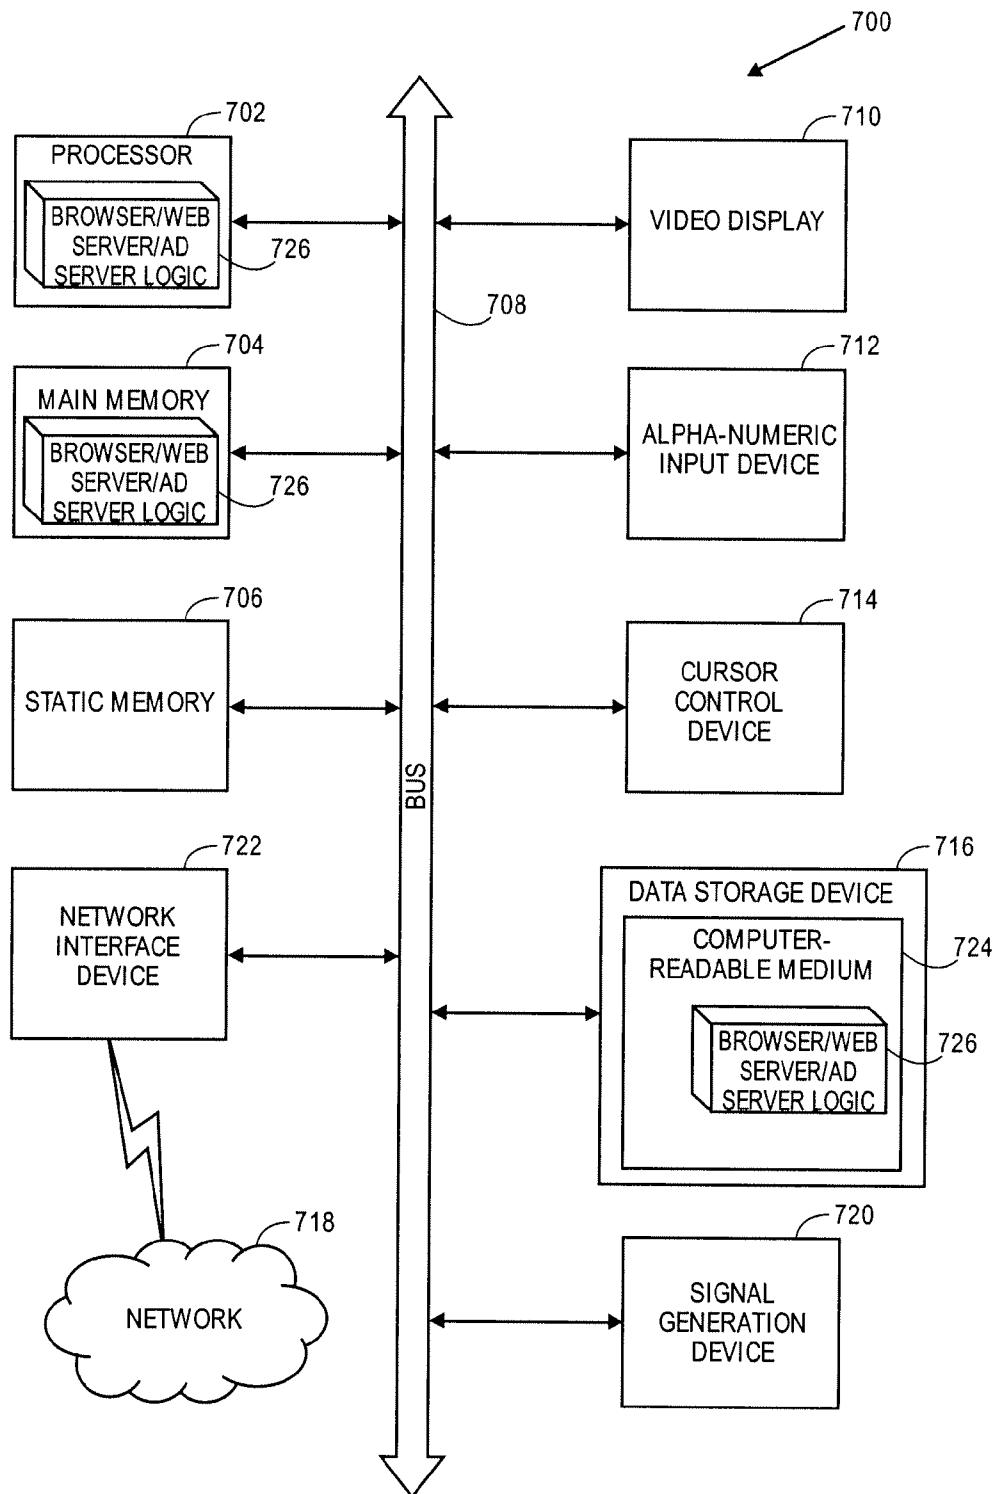 700
702
PROCESSOR
BROWSER/WEB
SERVER/AD
SERVER LOGIC
726
710
VIDEO DISPLAY
708
704
MAIN MEMORY
BROWSER/WEB
SERVER/AD
SERVER LOGIC
726
712
ALPHA-NUMERIC
INPUT DEVICE
706
STATIC MEMORY
714
CURSOR
CONTROL
DEVICE
BUS
722
NETWORK
INTERFACE
DEVICE
716
DATA STORAGE DEVICE
COMPUTER-
READABLE MEDIUM
724
BROWSER/WEB
SERVER/AD
SERVER LOGIC
726
718
NETWORK
720
SIGNAL
GENERATION
DEVICE